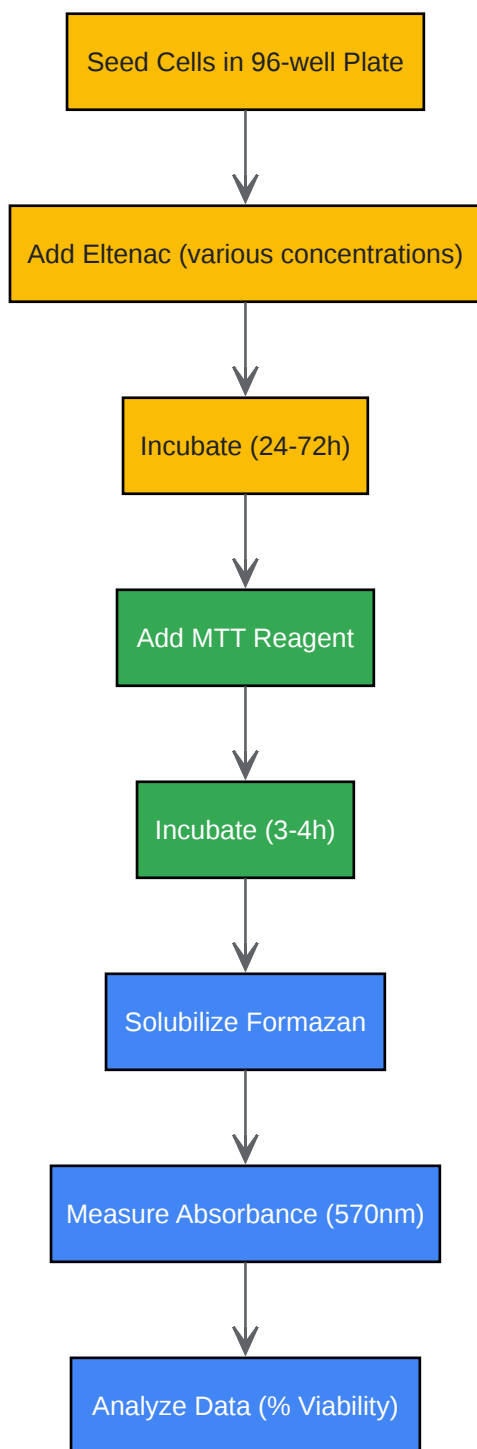 Seed Cells in 96-well Plate
Add Eltenac (various concentrations)
Incubate (24-72h)
Add MTT Reagent
Incubate (3-4h)
Solubilize Formazan
Measure Absorbance (570nm)
Analyze Data (% Viability)